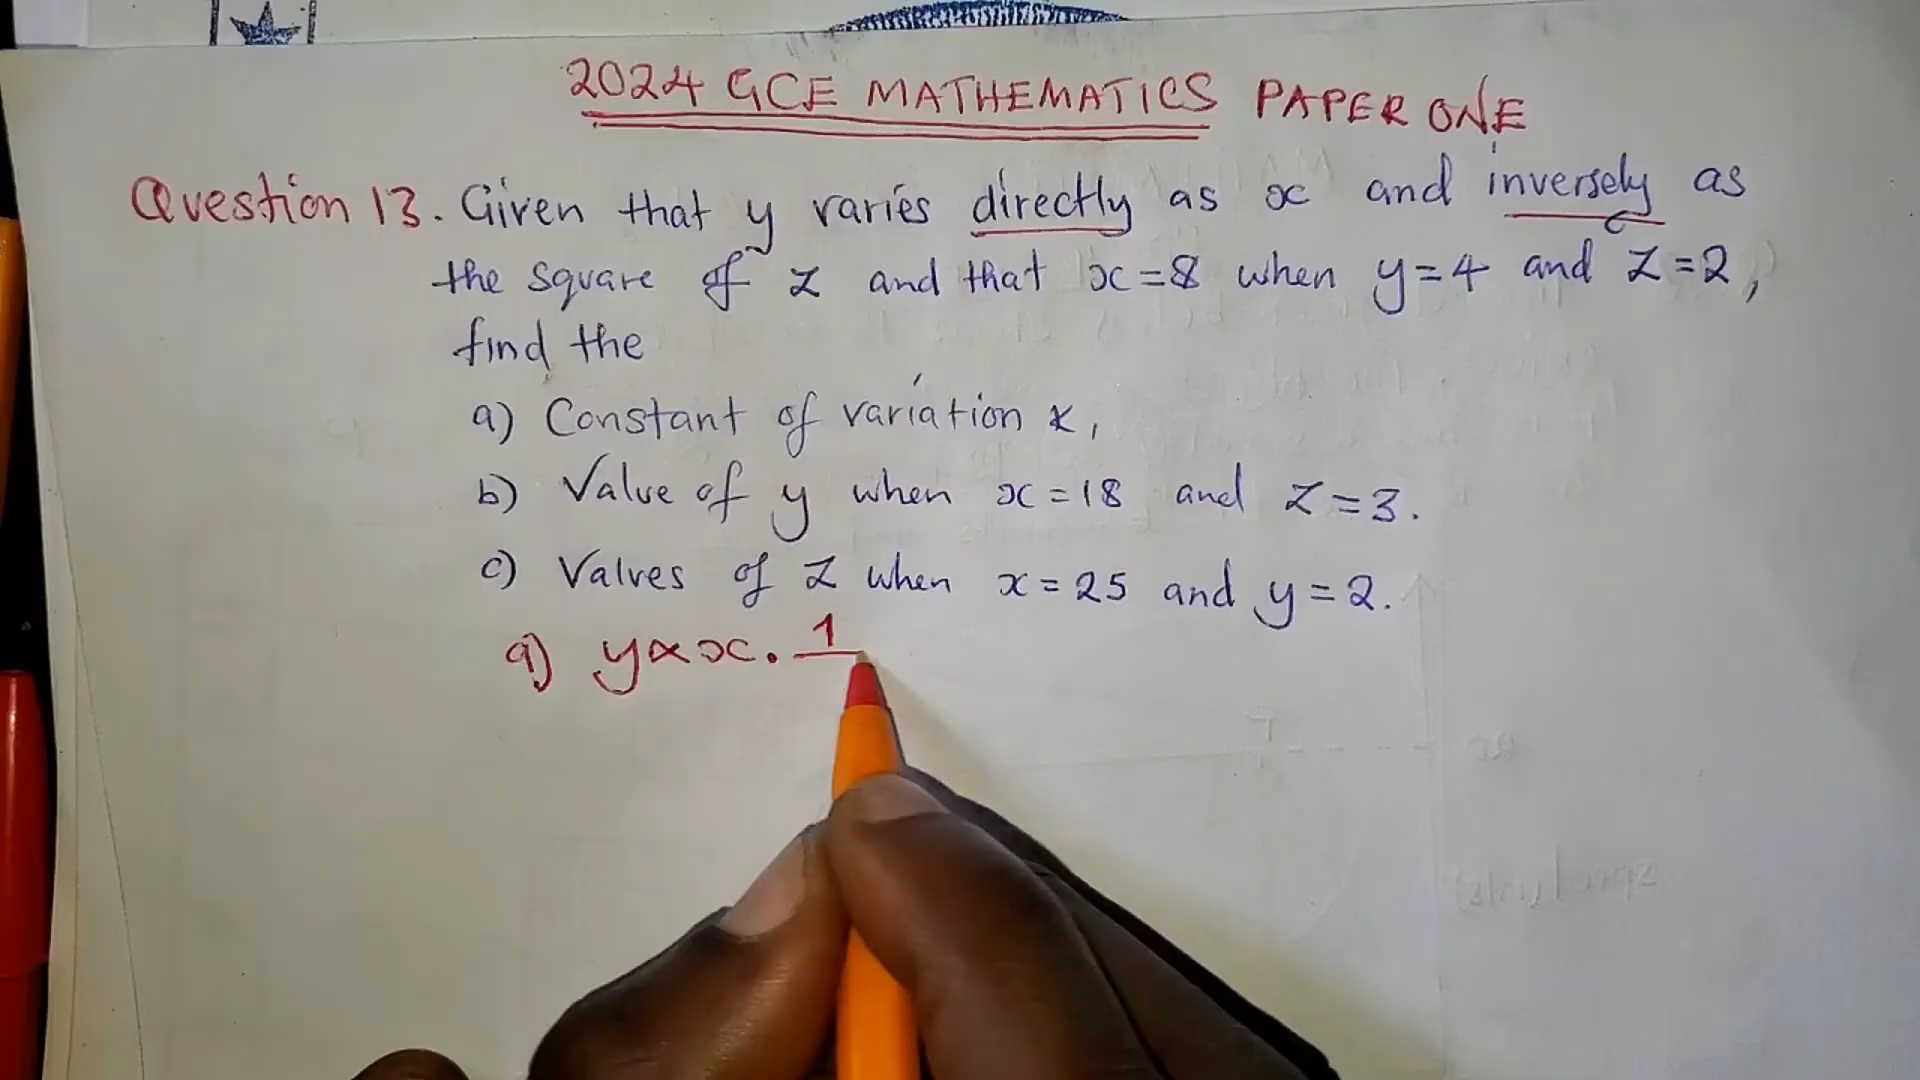 2024 GCE MATHEMATICS PAPER ONE
Question 13. Given that y varies directly as x and inversely as
the square of z and that x=8 when y=4 and z=2,
find the
a) Constant of variation k,
b) Value of y when x=18 and z=3.
c) Values of z when x=25 and y=2.
a) y∝x. 1